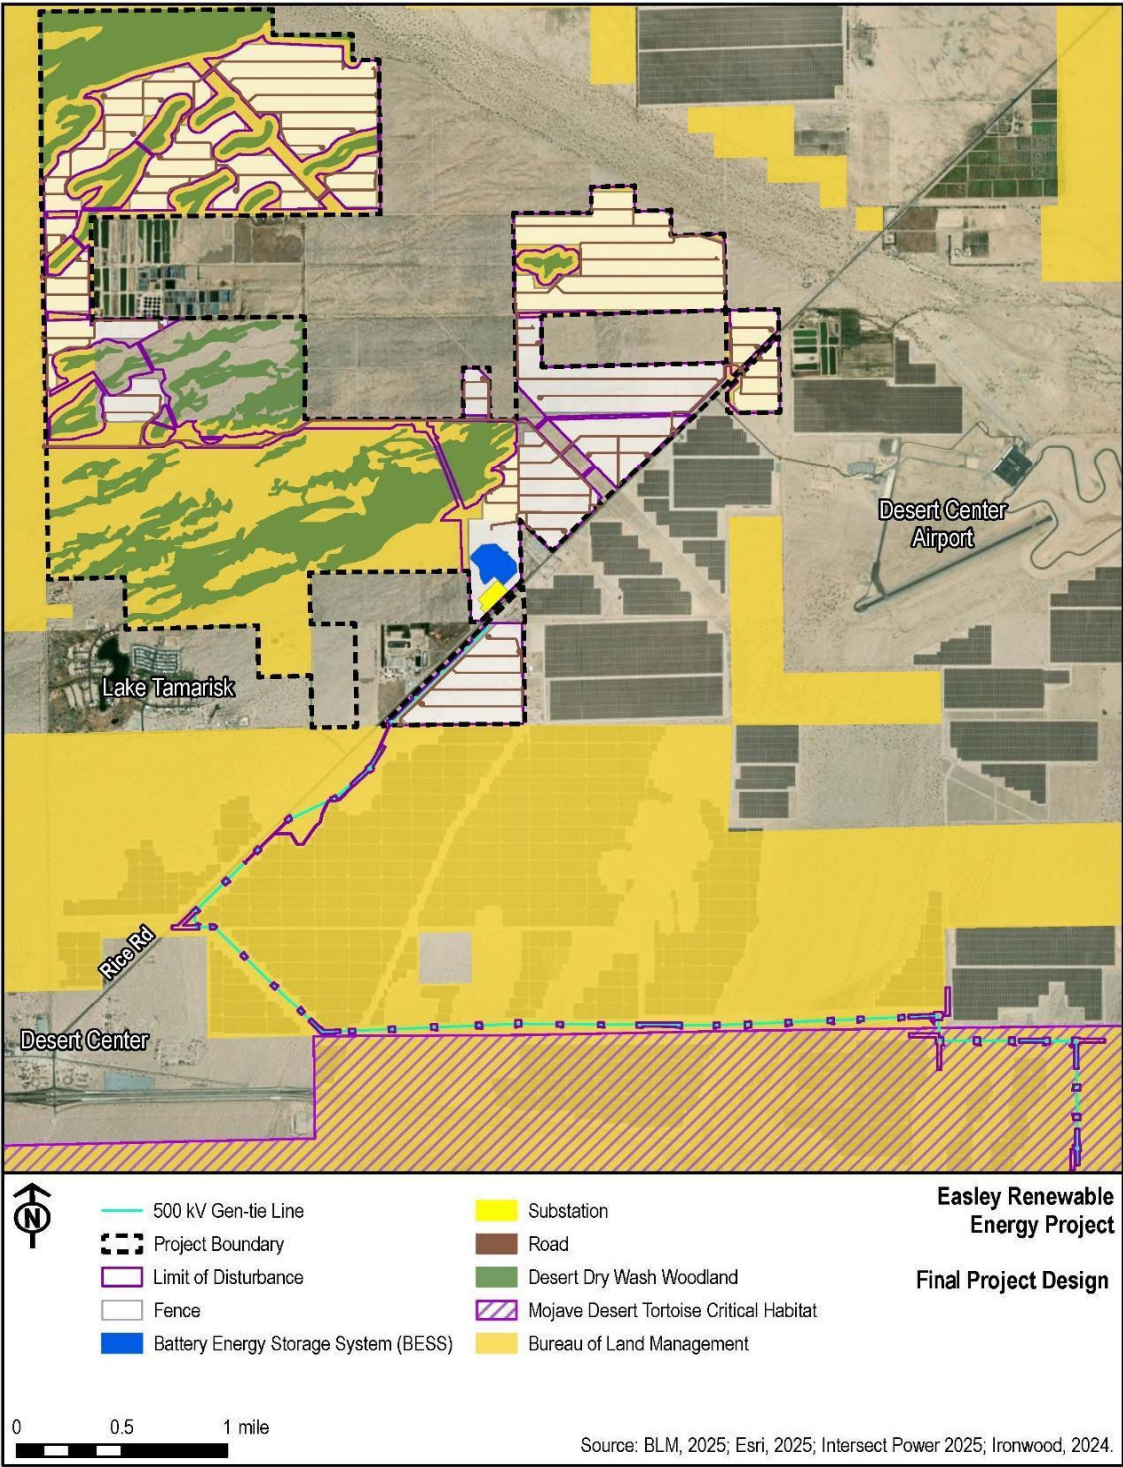 Desert Center
Airport
Lake Tamarisk
Rice Rd
Desert Center
N
500 kV Gen-tie Line
Project Boundary
Limit of Disturbance
Fence
Battery Energy Storage System (BESS)
Substation
Road
Desert Dry Wash Woodland
Mojave Desert Tortoise Critical Habitat
Bureau of Land Management
Easley Renewable
Energy Project
Final Project Design
0 0.5 1 mile
Source: BLM, 2025; Esri, 2025; Intersect Power 2025; Ironwood, 2024.